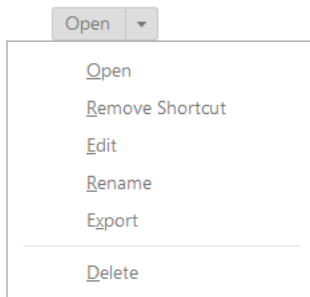 Open
Open
Remove Shortcut
Edit
Rename
Export
Delete